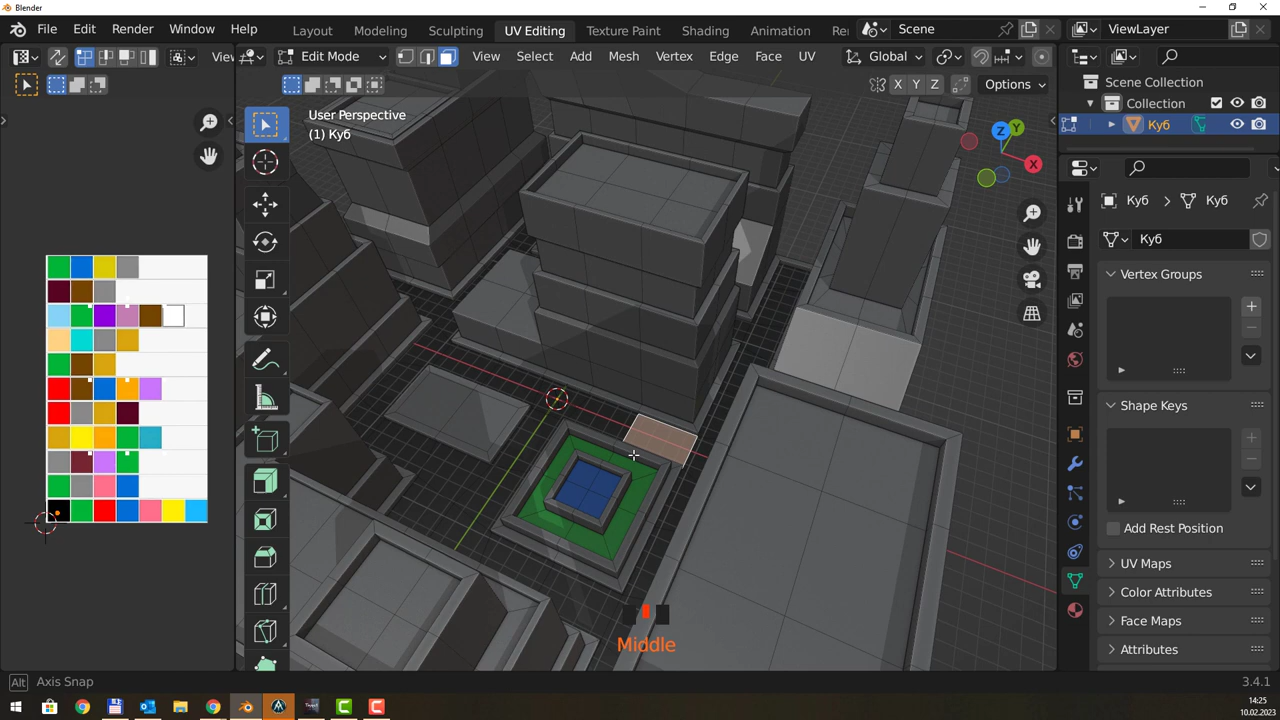 Blender
File Edit Render Window Help
Layout Modeling Sculpting UV Editing Texture Paint Shading Animation Re
Scene
ViewLayer
Edit Mode
View Select Add Mesh Vertex Edge Face UV
Global
X Y Z
Options
User Perspective
(1) Куб
Z Y X
Scene Collection
Collection
Куб
Куб > Куб
Куб
Vertex Groups
Shape Keys
Add Rest Position
UV Maps
Color Attributes
Face Maps
Attributes
Middle
Alt Axis Snap
3.4.1
14:25
10.02.2023